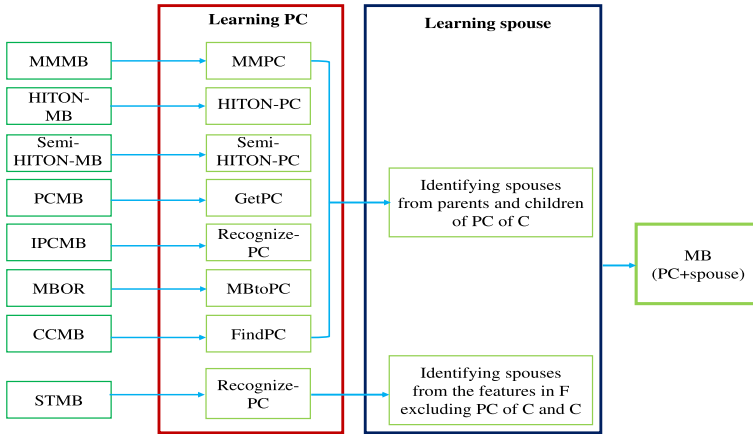 Learning PC
Learning spouse
MMMB
MMPC
HITON-
MB
HITON-PC
Semi-
HITON-MB
Semi-
HITON-PC
PCMB
GetPC
Identifying spouses
from parents and children
of PC of C
IPCMB
Recognize-
PC
MB
(PC+spouse)
MBOR
MBtoPC
CCMB
FindPC
STMB
Recognize-
PC
Identifying spouses
from the features in F
excluding PC of C and C